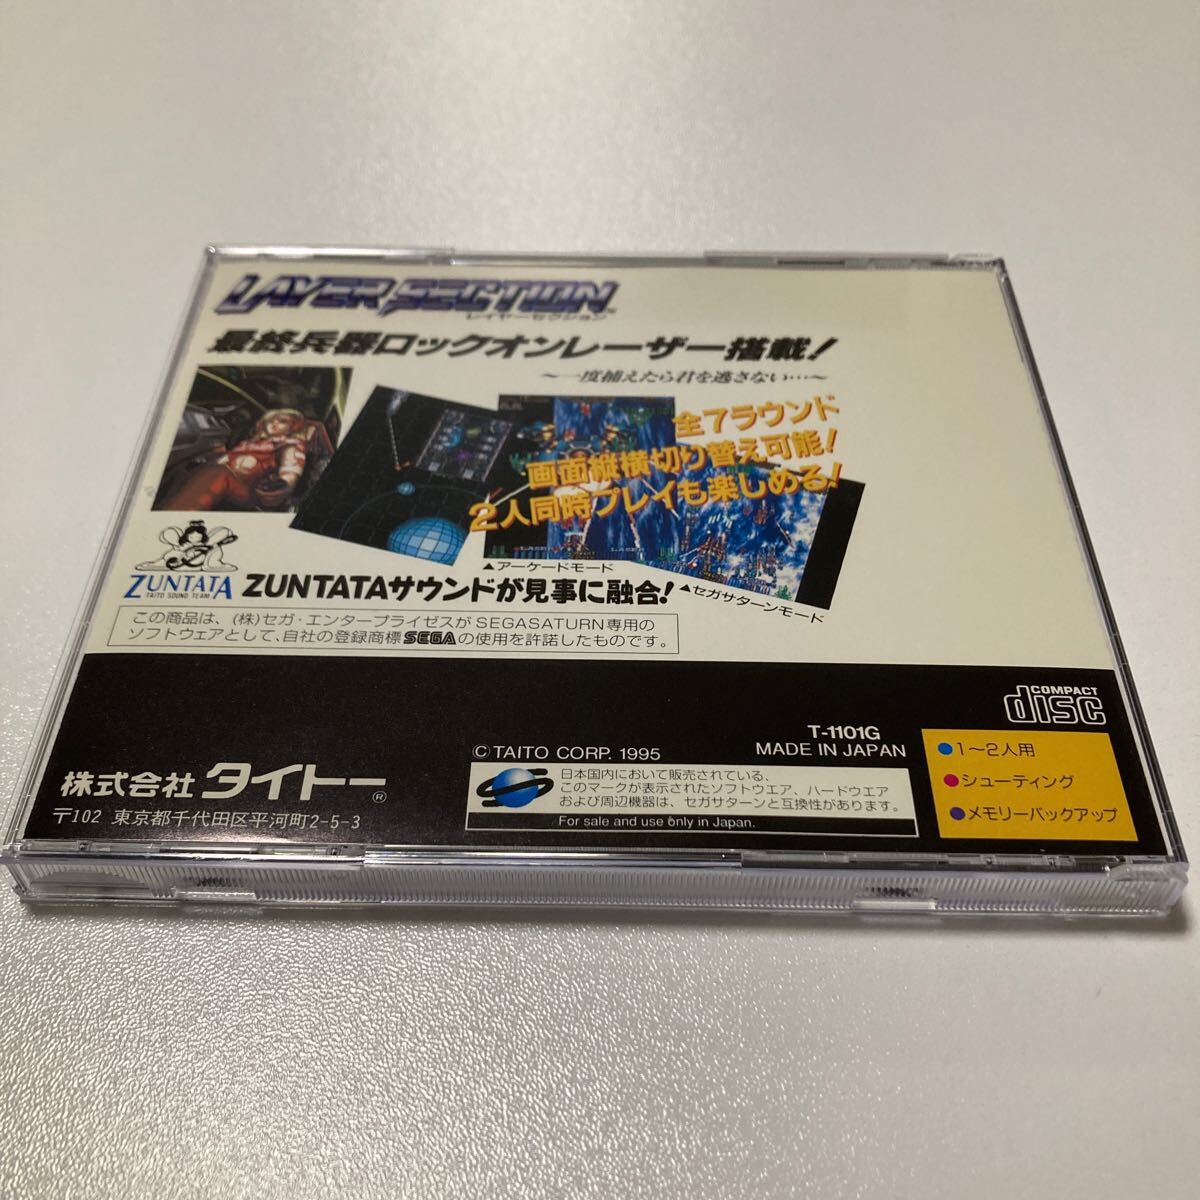 LAYER SECTION
レイヤーセクション
最終兵器ロックオンレーザー搭載!
～一度捕えたら君を逃さない…～
全7ラウンド
画面縦横切り替え可能!
2人同時プレイも楽しめる!
▲アーケードモード
▲セガサターンモード
ZUNTATA
TAITO SOUND TEAM
ZUNTATAサウンドが見事に融合!
この商品は、(株)セガ・エンタープライゼスがSEGASATURN専用の
ソフトウェアとして、自社の登録商標SEGAの使用を許諾したものです。
COMPACT
disc
T-1101G
MADE IN JAPAN
© TAITO CORP. 1995
株式会社 タイトー®
〒102 東京都千代田区平河町2-5-3
日本国内において販売されている、
このマークが表示されたソフトウエア、ハードウエア
および周辺機器は、セガサターンと互換性があります。
For sale and use only in Japan.
●1～2人用
●シューティング
●メモリーバックアップ